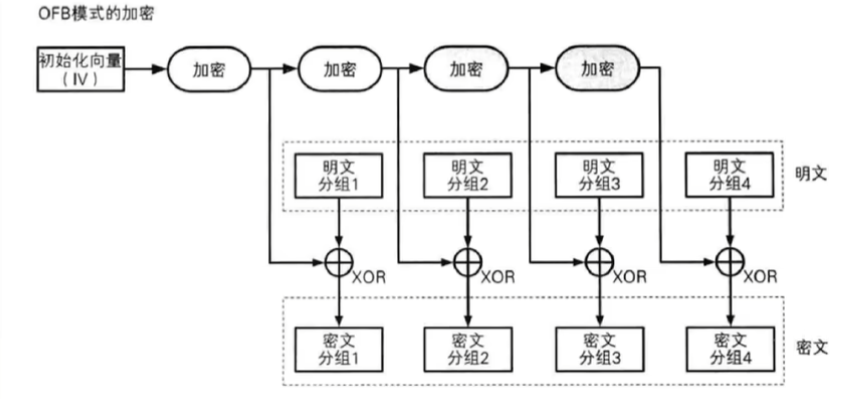 OFB模式的加密
初始化向量
（IV）
加密
加密
加密
加密
明文
分组1
明文
分组2
明文
分组3
明文
分组4
明文
XOR
XOR
XOR
XOR
密文
分组1
密文
分组2
密文
分组3
密文
分组4
密文